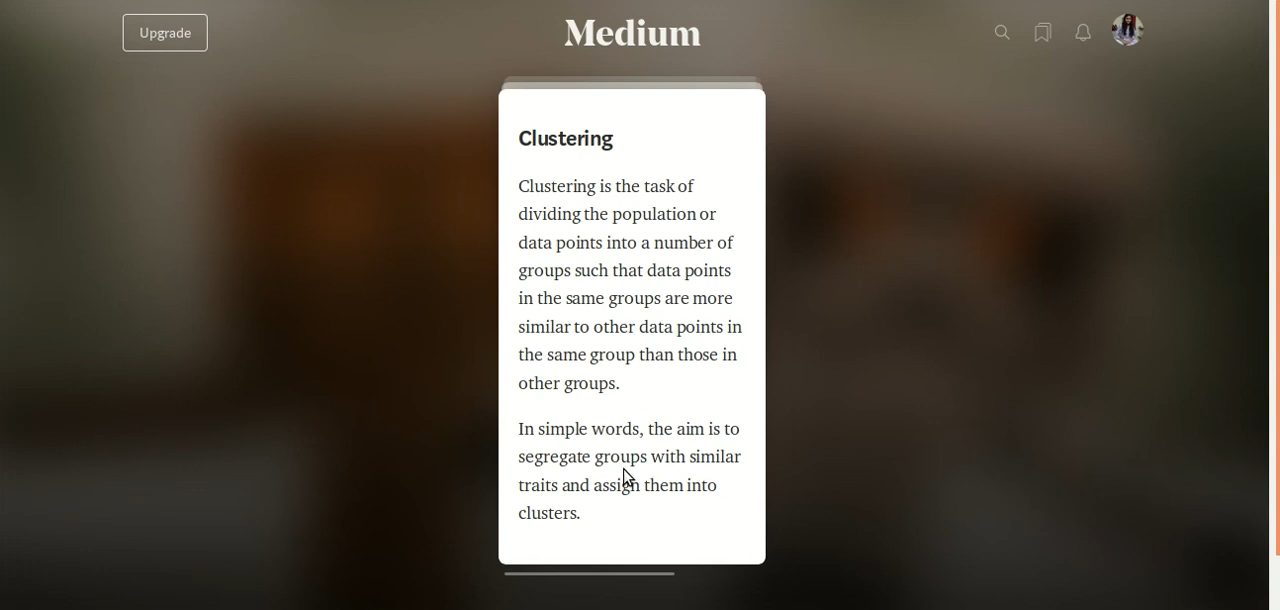 Upgrade
Medium
Clustering
Clustering is the task of
dividing the population or
data points into a number of
groups such that data points
in the same groups are more
similar to other data points in
the same group than those in
other groups.
In simple words, the aim is to
segregate groups with similar
traits and assign them into
clusters.